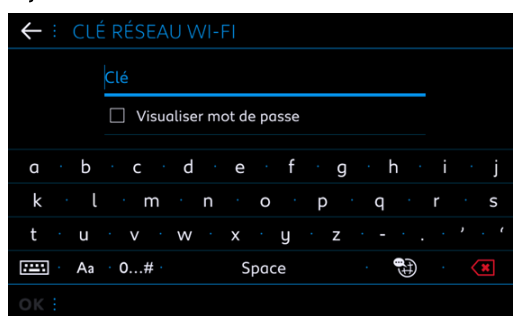 CLÉ RÉSEAU WI-FI
Clé
Visualiser mot de passe
a b c d e f g h i j
k l m n o p q r s
t u v w x y z - . ' ‘
Aa 0...# Space
OK